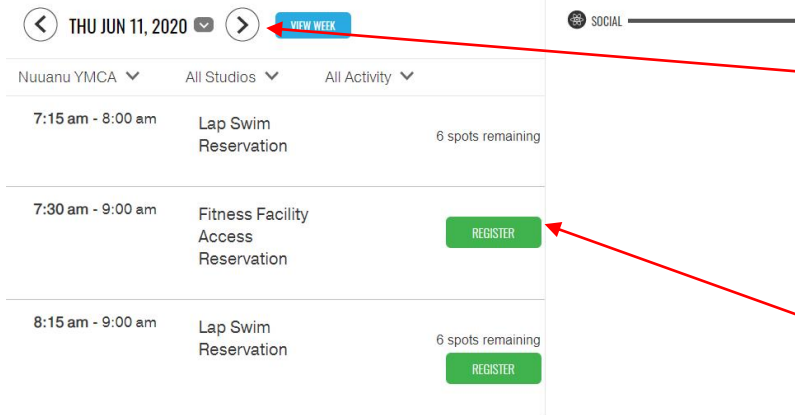 THU JUN 11, 2020
VIEW WEEK
SOCIAL
Nuuanu YMCA
All Studios
All Activity
7:15 am - 8:00 am
Lap Swim
Reservation
6 spots remaining
7:30 am - 9:00 am
Fitness Facility
Access
Reservation
REGISTER
8:15 am - 9:00 am
Lap Swim
Reservation
6 spots remaining
REGISTER